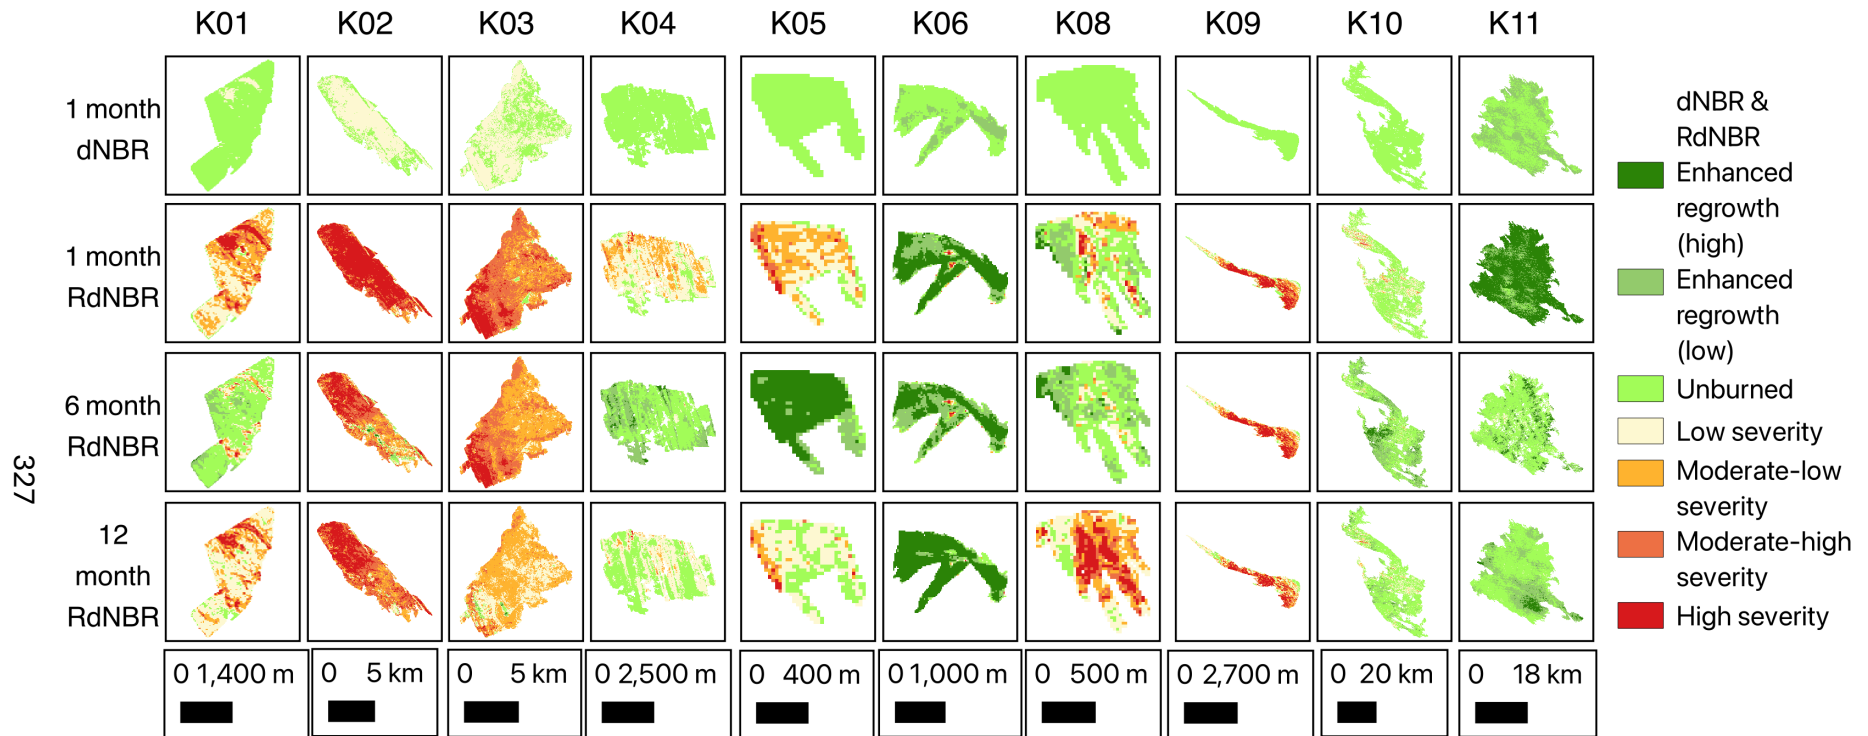 K01 K02 K03 K04 K05 K06 K08 K09 K10 K11
1 month
dNBR
1 month
RdNBR
6 month
RdNBR
12
month
RdNBR
0 1,400 m
0 5 km
0 5 km
0 2,500 m
0 400 m
0 1,000 m
0 500 m
0 2,700 m
0 20 km
0 18 km
dNBR &
RdNBR
Enhanced
regrowth
(high)
Enhanced
regrowth
(low)
Unburned
Low severity
Moderate-low
severity
Moderate-high
severity
High severity
327